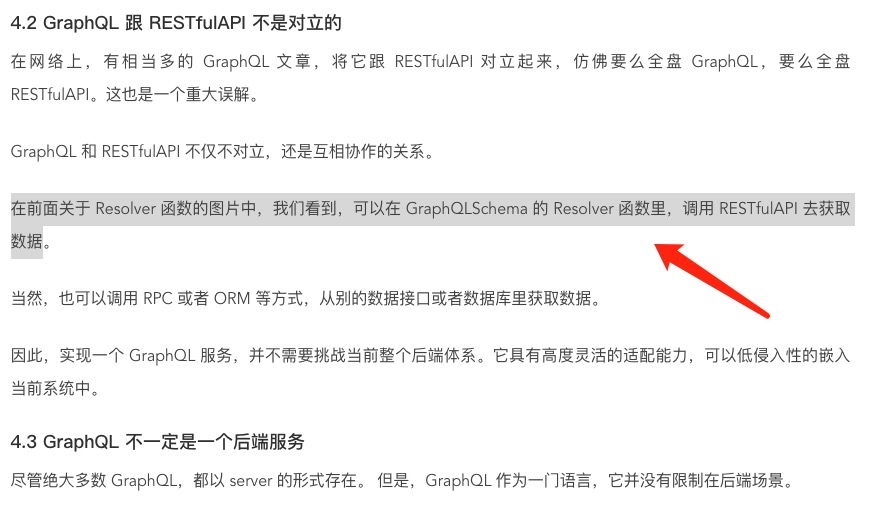 4.2 GraphQL 跟 RESTfulAPI 不是对立的
在网络上，有相当多的 GraphQL 文章，将它跟 RESTfulAPI 对立起来，仿佛要么全盘 GraphQL，要么全盘
RESTfulAPI。这也是一个重大误解。
GraphQL 和 RESTfulAPI 不仅不对立，还是互相协作的关系。
在前面关于 Resolver 函数的图片中，我们看到，可以在 GraphQLSchema 的 Resolver 函数里，调用 RESTfulAPI 去获取
数据。
当然，也可以调用 RPC 或者 ORM 等方式，从别的数据接口或者数据库里获取数据。
因此，实现一个 GraphQL 服务，并不需要挑战当前整个后端体系。它具有高度灵活的适配能力，可以低侵入性的嵌入
当前系统中。
4.3 GraphQL 不一定是一个后端服务
尽管绝大多数 GraphQL，都以 server 的形式存在。 但是，GraphQL 作为一门语言，它并没有限制在后端场景。